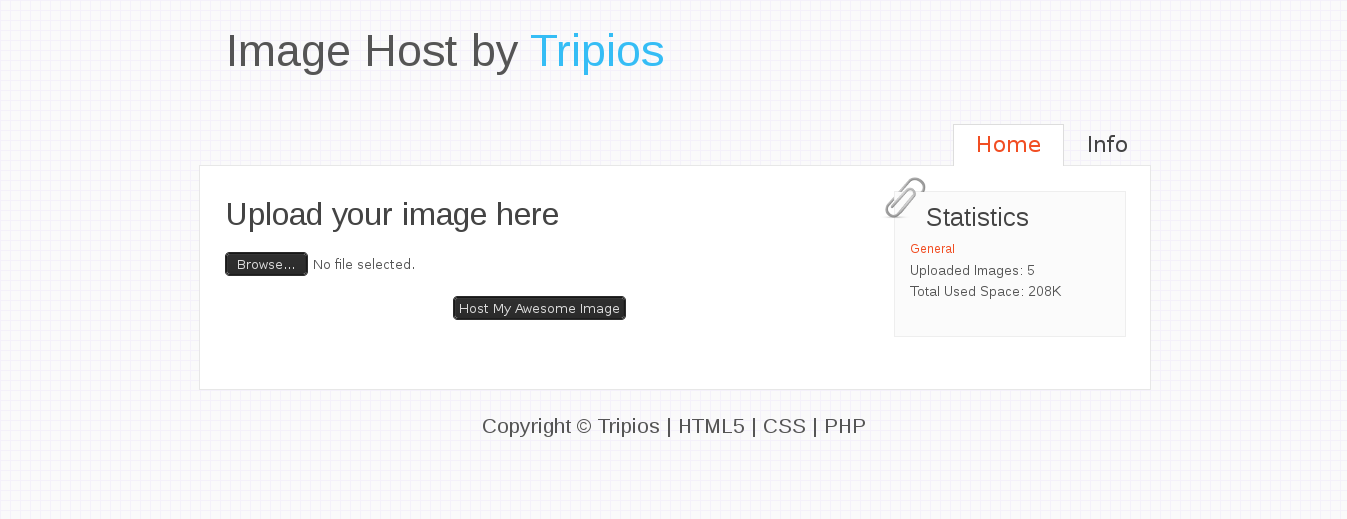 Image Host by Tripios
Home
Info
Upload your image here
Browse...
No file selected.
Host My Awesome Image
Statistics
General
Uploaded Images: 5
Total Used Space: 208K
Copyright © Tripios | HTML5 | CSS | PHP